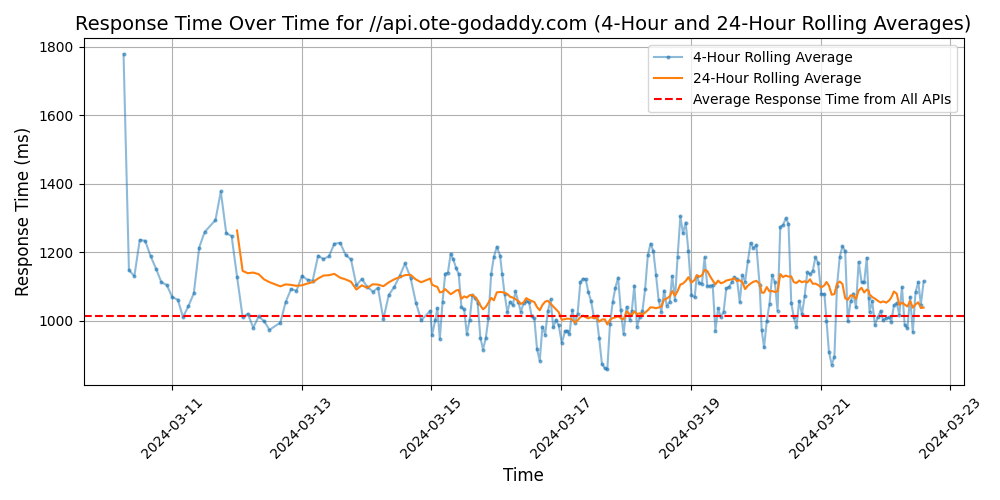 Response Time Over Time for //api.ote-godaddy.com (4-Hour and 24-Hour Rolling Averages)
4-Hour Rolling Average
24-Hour Rolling Average
Average Response Time from All APIs
Response Time (ms)
1800
1600
1400
1200
1000
2024-03-11
2024-03-13
2024-03-15
2024-03-17
2024-03-19
2024-03-21
2024-03-23
Time